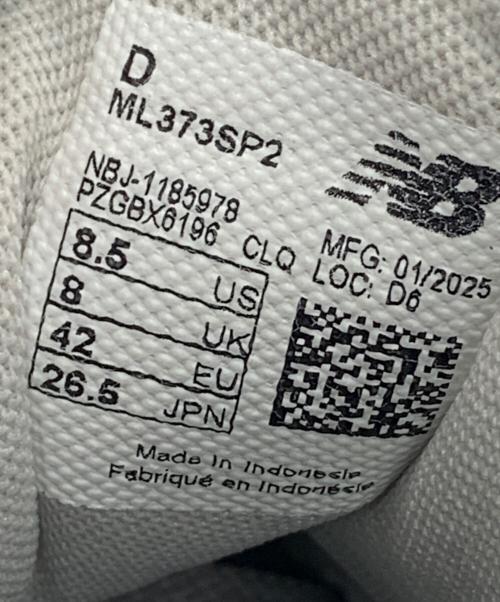 D
ML373SP2
NB
NBJ-1185978
PZGBX6196 CLQ
MFG: 01/2025
LOC: D6
8.5 US
8 UK
42 EU
26.5 JPN
Made In Indonesia
Fabriqué en Indonésie